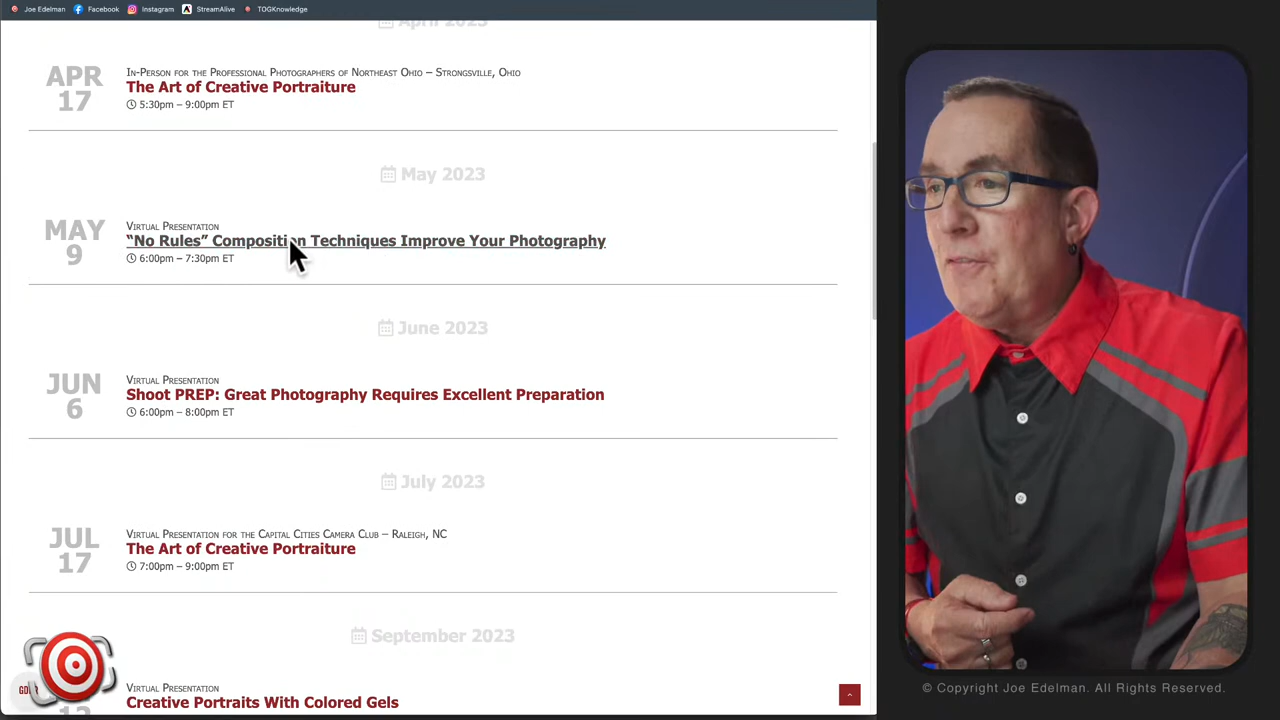 Joe Edelman Facebook Instagram StreamAlive TOGKnowledge
April 2023
APR
17
In-Person for the Professional Photographers of Northeast Ohio – Strongsville, Ohio
The Art of Creative Portraiture
5:30pm – 9:00pm ET
May 2023
MAY
9
Virtual Presentation
“No Rules” Composition Techniques Improve Your Photography
6:00pm – 7:30pm ET
June 2023
JUN
6
Virtual Presentation
Shoot PREP: Great Photography Requires Excellent Preparation
6:00pm – 8:00pm ET
July 2023
JUL
17
Virtual Presentation for the Capital Cities Camera Club – Raleigh, NC
The Art of Creative Portraiture
7:00pm – 9:00pm ET
September 2023
Virtual Presentation
Creative Portraits With Colored Gels
© Copyright Joe Edelman. All Rights Reserved.